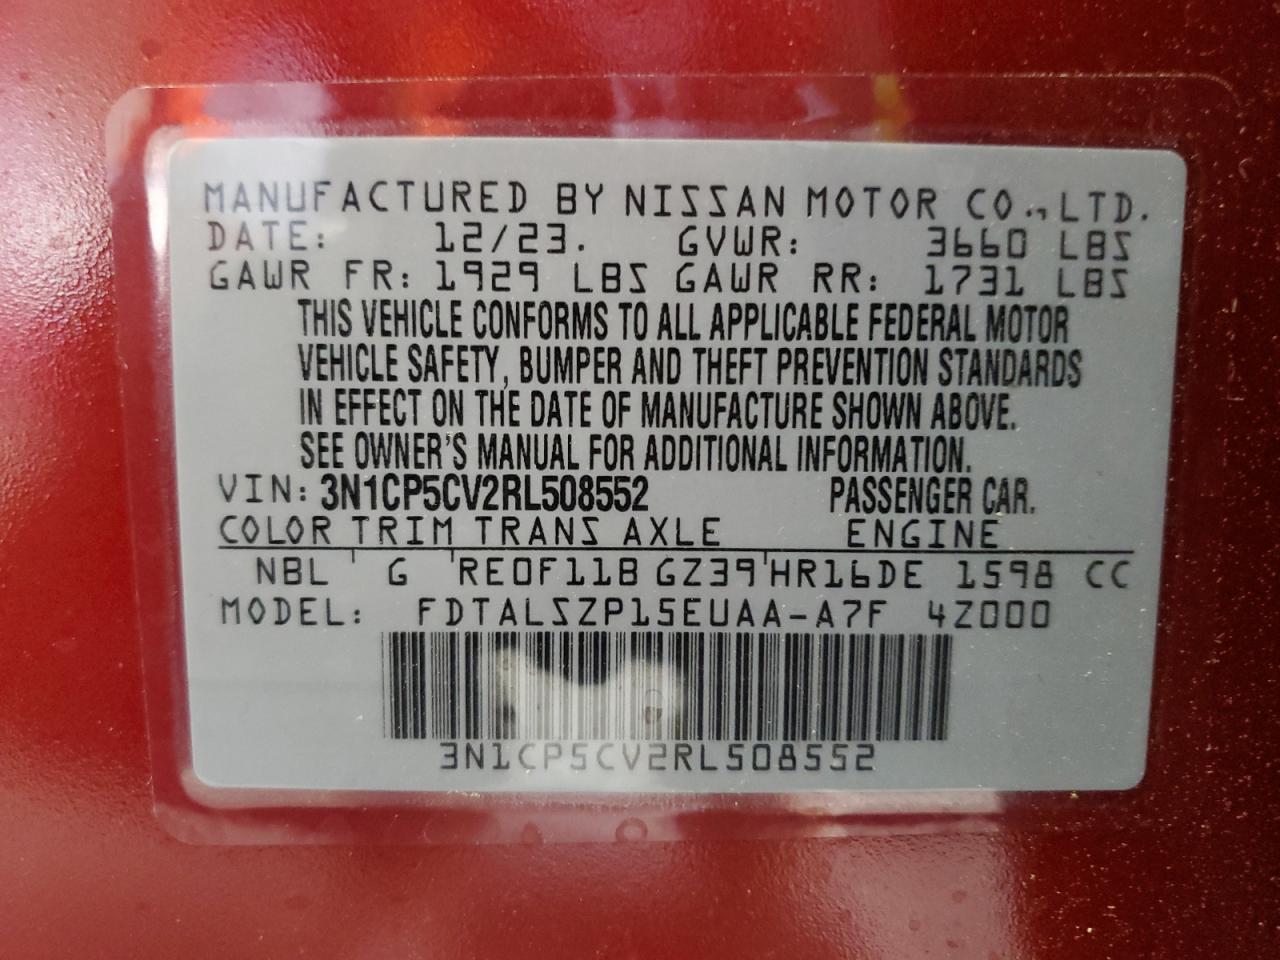 MANUFACTURED BY NISSAN MOTOR CO., LTD.
DATE: 12/23. GVWR: 3660 LBS
GAWR FR: 1929 LBS GAWR RR: 1731 LBS
THIS VEHICLE CONFORMS TO ALL APPLICABLE FEDERAL MOTOR
VEHICLE SAFETY, BUMPER AND THEFT PREVENTION STANDARDS
IN EFFECT ON THE DATE OF MANUFACTURE SHOWN ABOVE.
SEE OWNER'S MANUAL FOR ADDITIONAL INFORMATION.
VIN: 3N1CP5CV2RL508552 PASSENGER CAR.
COLOR TRIM TRANS AXLE ENGINE
NBL G RE0F11B GZ39 HR16DE 1598 CC
MODEL: FDTALSZP15EUAA-A7F 4Z000
3N1CP5CV2RL508552